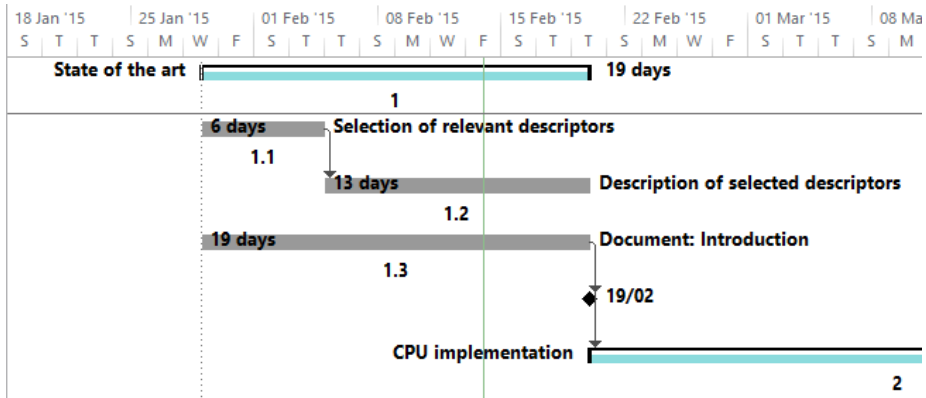 18 Jan '15 25 Jan '15 01 Feb '15 08 Feb '15 15 Feb '15 22 Feb '15 01 Mar '15 08 Ma
S T T S M W F S T T S M W F S T T S M W F S T T S M
State of the art 19 days
1
6 days Selection of relevant descriptors
1.1
13 days Description of selected descriptors
1.2
19 days Document: Introduction
1.3
19/02
CPU implementation
2